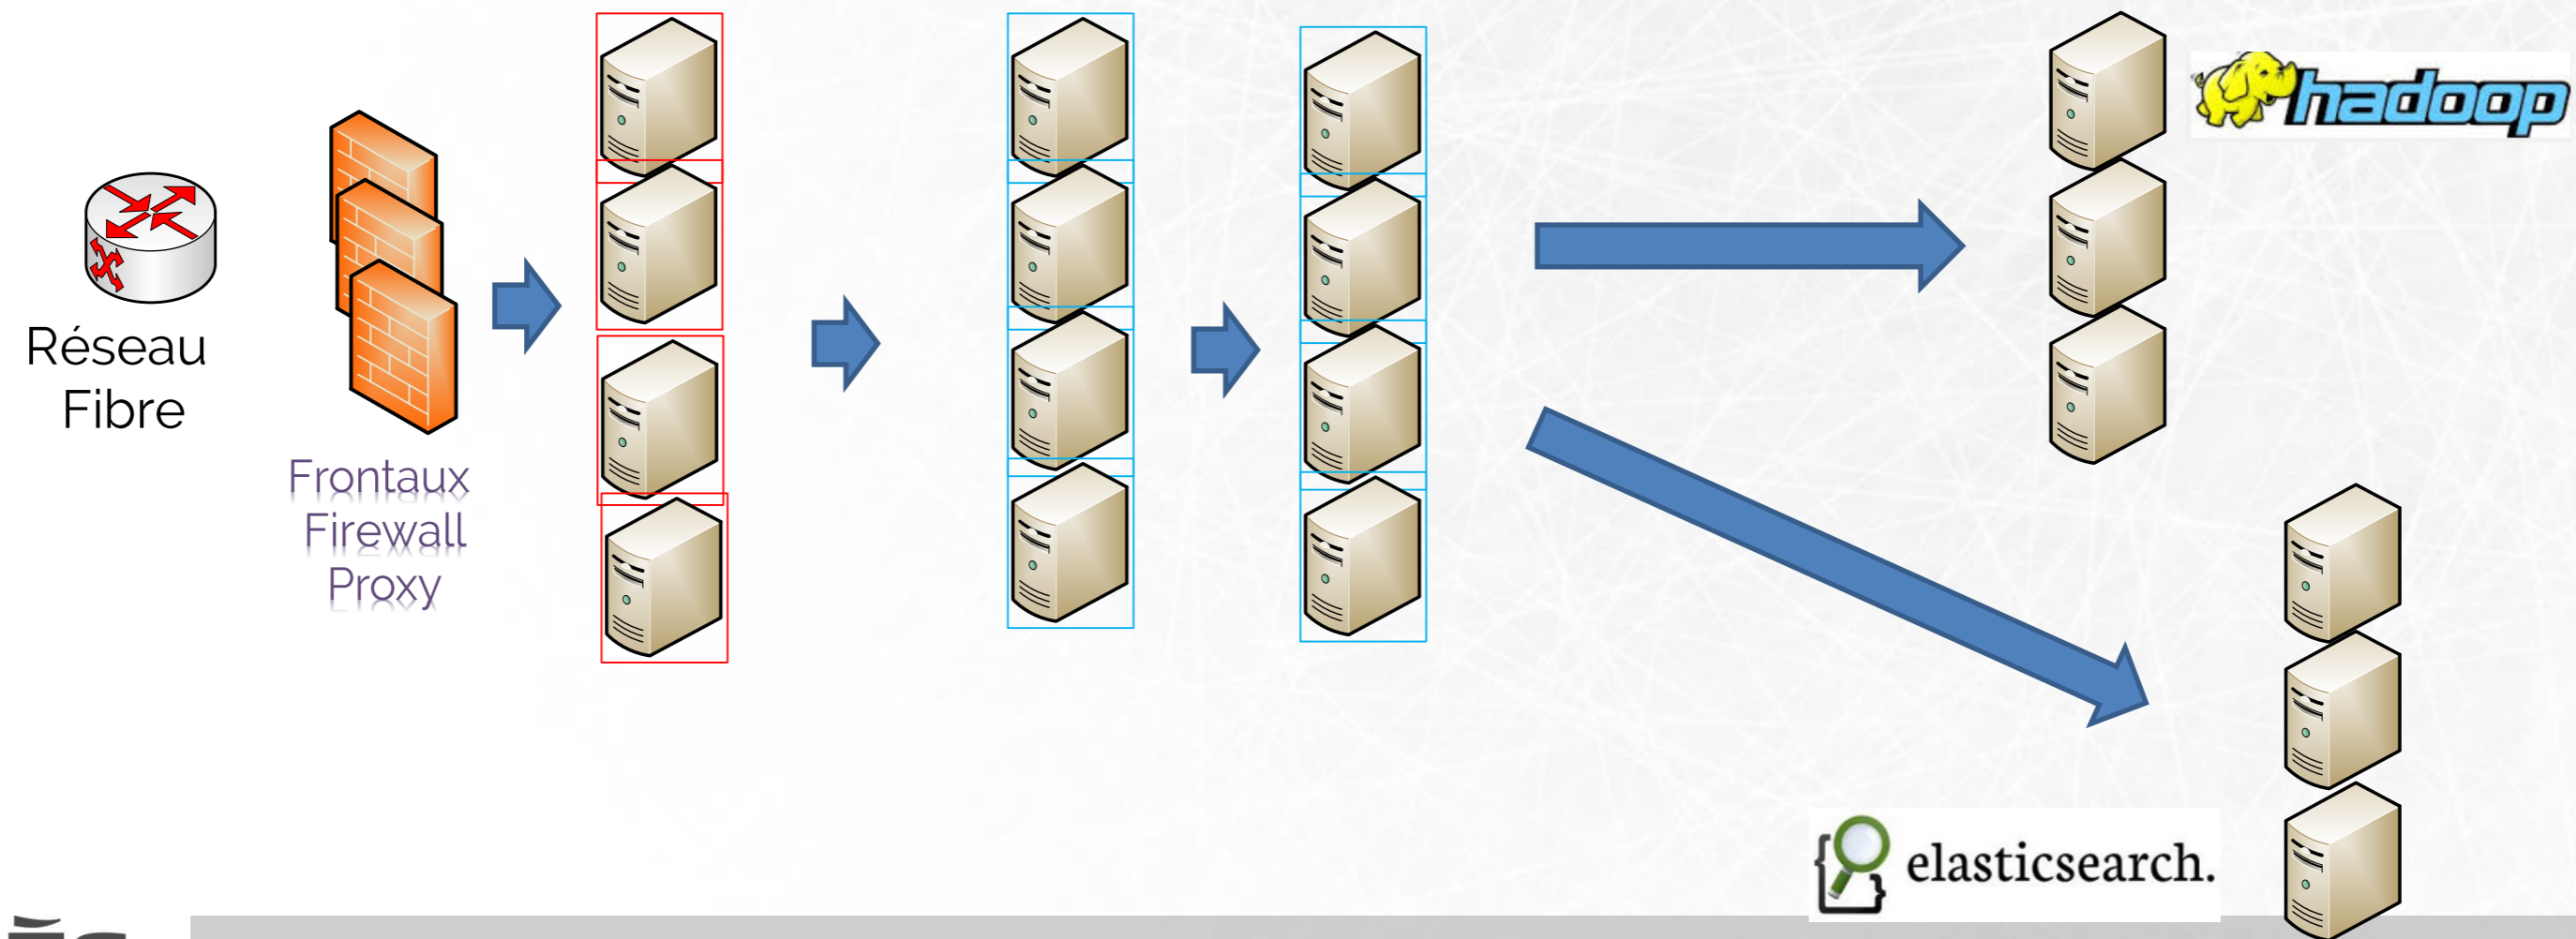 Réseau
Fibre
Frontaux
Firewall
Proxy
hadoop
elasticsearch.